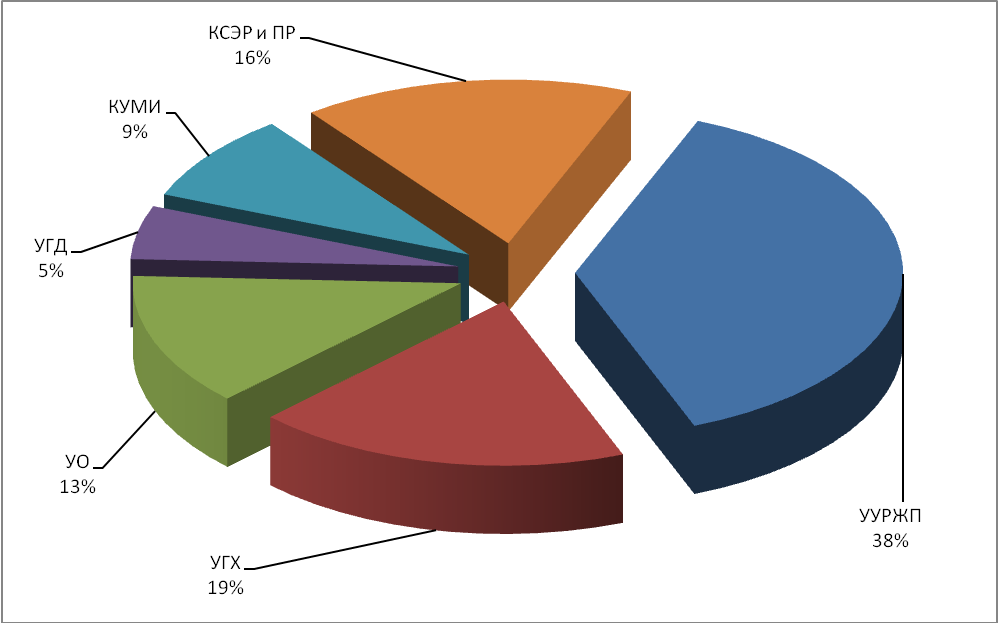 КСЭР и ПР
16%
КУМИ
9%
УГД
5%
УО
13%
УГХ
19%
УУРЖП
38%